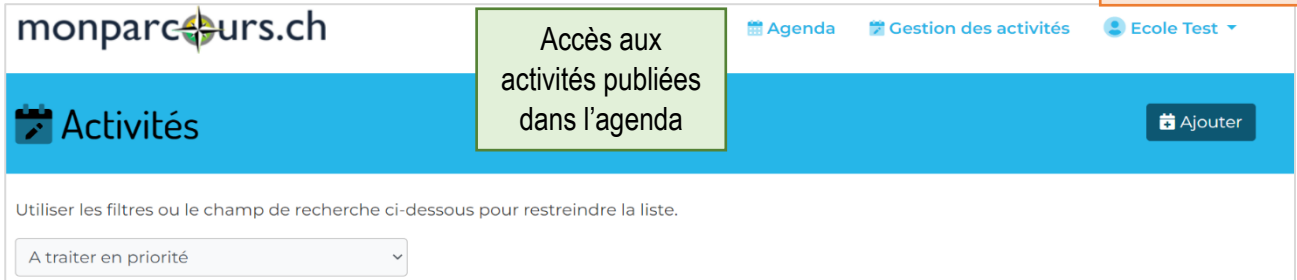 monparcours.ch
Accès aux
activités publiées
dans l’agenda
Agenda
Gestion des activités
Ecole Test
Activités
Ajouter
Utiliser les filtres ou le champ de recherche ci-dessous pour restreindre la liste.
A traiter en priorité